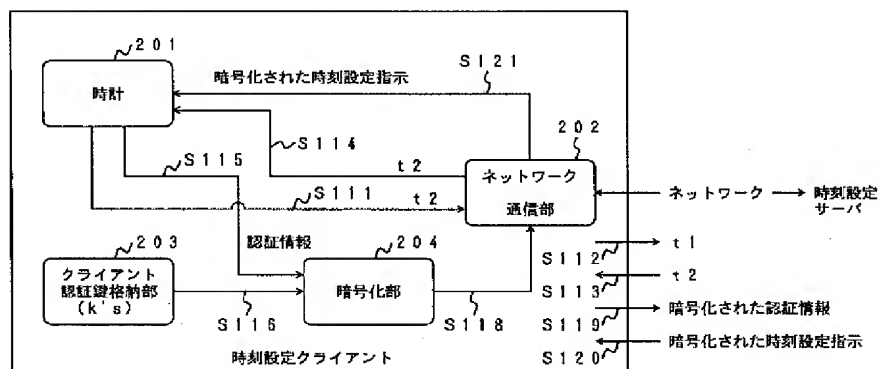 201
時計
暗号化された時刻設定指示
S121
S114
t2
S115
S111
t2
202
ネットワーク
通信部
ネットワーク
時刻設定
サーバ
認証情報
203
クライアント
認証鍵格納部
(k's)
S116
204
暗号化部
S118
S112
t1
S113
t2
S119
暗号化された認証情報
S120
暗号化された時刻設定指示
時刻設定クライアント